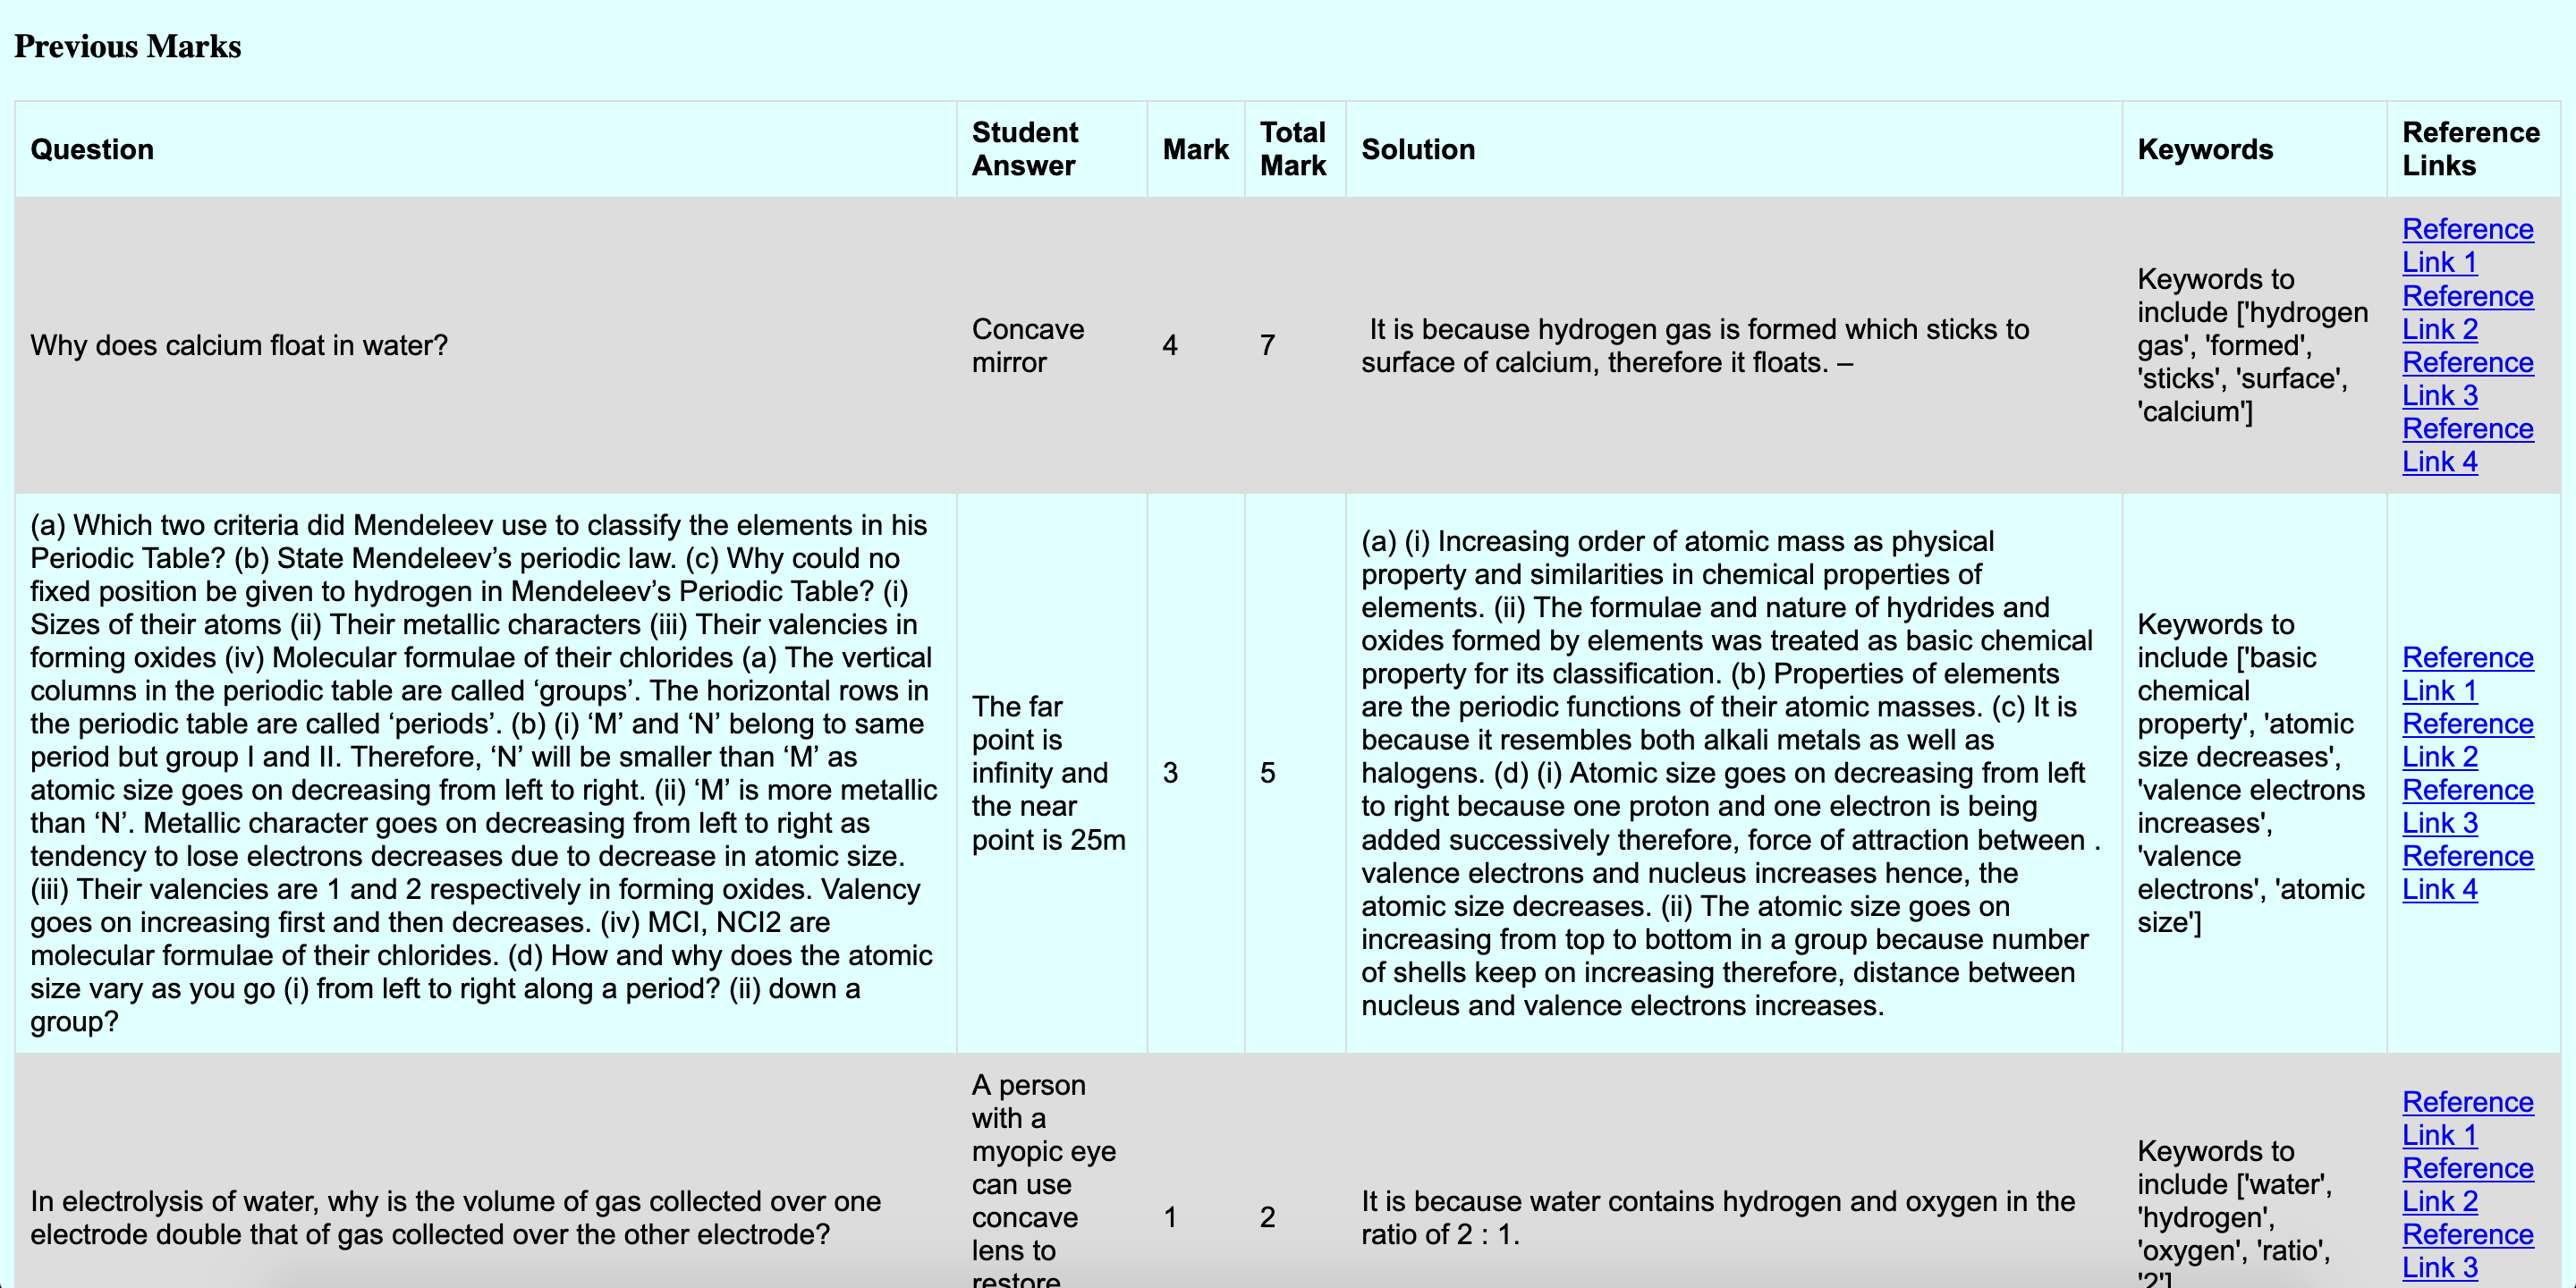 Previous Marks
Question
Student
Answer
Mark
Total
Mark
Solution
Keywords
Reference
Links
Why does calcium float in water?
Concave
mirror
4
7
It is because hydrogen gas is formed which sticks to
surface of calcium, therefore it floats. –
Keywords to
include ['hydrogen
gas', 'formed',
'sticks', 'surface',
'calcium']
Reference
Link 1
Reference
Link 2
Reference
Link 3
Reference
Link 4
(a) Which two criteria did Mendeleev use to classify the elements in his
Periodic Table? (b) State Mendeleev’s periodic law. (c) Why could no
fixed position be given to hydrogen in Mendeleev’s Periodic Table? (i)
Sizes of their atoms (ii) Their metallic characters (iii) Their valencies in
forming oxides (iv) Molecular formulae of their chlorides (a) The vertical
columns in the periodic table are called ‘groups’. The horizontal rows in
the periodic table are called ‘periods’. (b) (i) ‘M’ and ‘N’ belong to same
period but group I and II. Therefore, ‘N’ will be smaller than ‘M’ as
atomic size goes on decreasing from left to right. (ii) ‘M’ is more metallic
than ‘N’. Metallic character goes on decreasing from left to right as
tendency to lose electrons decreases due to decrease in atomic size.
(iii) Their valencies are 1 and 2 respectively in forming oxides. Valency
goes on increasing first and then decreases. (iv) MCI, NCI2 are
molecular formulae of their chlorides. (d) How and why does the atomic
size vary as you go (i) from left to right along a period? (ii) down a
group?
The far
point is
infinity and
the near
point is 25m
3
5
(a) (i) Increasing order of atomic mass as physical
property and similarities in chemical properties of
elements. (ii) The formulae and nature of hydrides and
oxides formed by elements was treated as basic chemical
property for its classification. (b) Properties of elements
are the periodic functions of their atomic masses. (c) It is
because it resembles both alkali metals as well as
halogens. (d) (i) Atomic size goes on decreasing from left
to right because one proton and one electron is being
added successively therefore, force of attraction between .
valence electrons and nucleus increases hence, the
atomic size decreases. (ii) The atomic size goes on
increasing from top to bottom in a group because number
of shells keep on increasing therefore, distance between
nucleus and valence electrons increases.
Keywords to
include ['basic
chemical
property', 'atomic
size decreases',
'valence electrons
increases',
'valence
electrons', 'atomic
size']
Reference
Link 1
Reference
Link 2
Reference
Link 3
Reference
Link 4
In electrolysis of water, why is the volume of gas collected over one
electrode double that of gas collected over the other electrode?
A person
with a
myopic eye
can use
concave
lens to
restore
1
2
It is because water contains hydrogen and oxygen in the
ratio of 2 : 1.
Keywords to
include ['water',
'hydrogen',
'oxygen', 'ratio',
'2']
Reference
Link 1
Reference
Link 2
Reference
Link 3